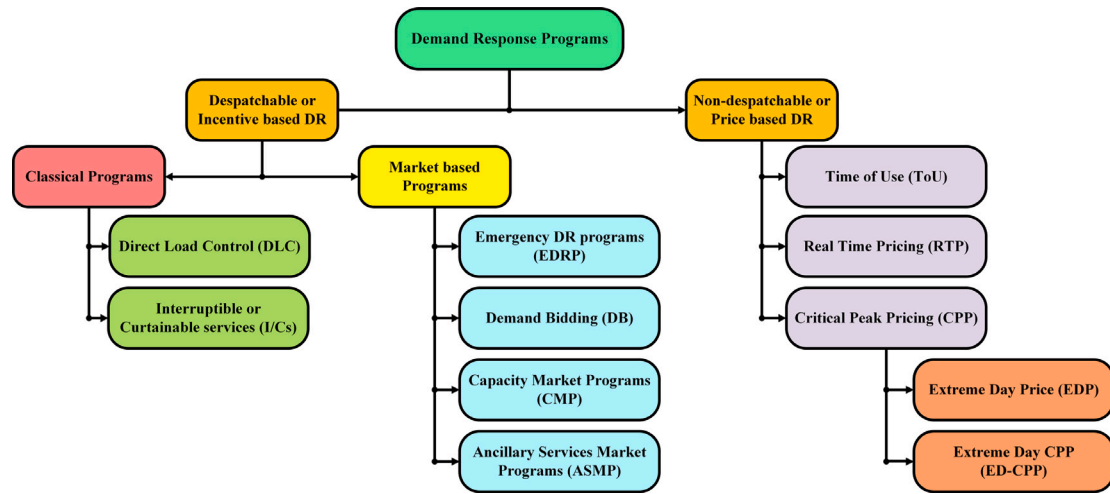 Demand Response Programs
Despatchable or
Incentive based DR
Non-despatchable or
Price based DR
Classical Programs
Market based
Programs
Time of Use (ToU)
Direct Load Control (DLC)
Emergency DR programs
(EDRP)
Real Time Pricing (RTP)
Interruptible or
Curtainable services (I/Cs)
Demand Bidding (DB)
Critical Peak Pricing (CPP)
Capacity Market Programs
(CMP)
Extreme Day Price (EDP)
Ancillary Services Market
Programs (ASMP)
Extreme Day CPP
(ED-CPP)